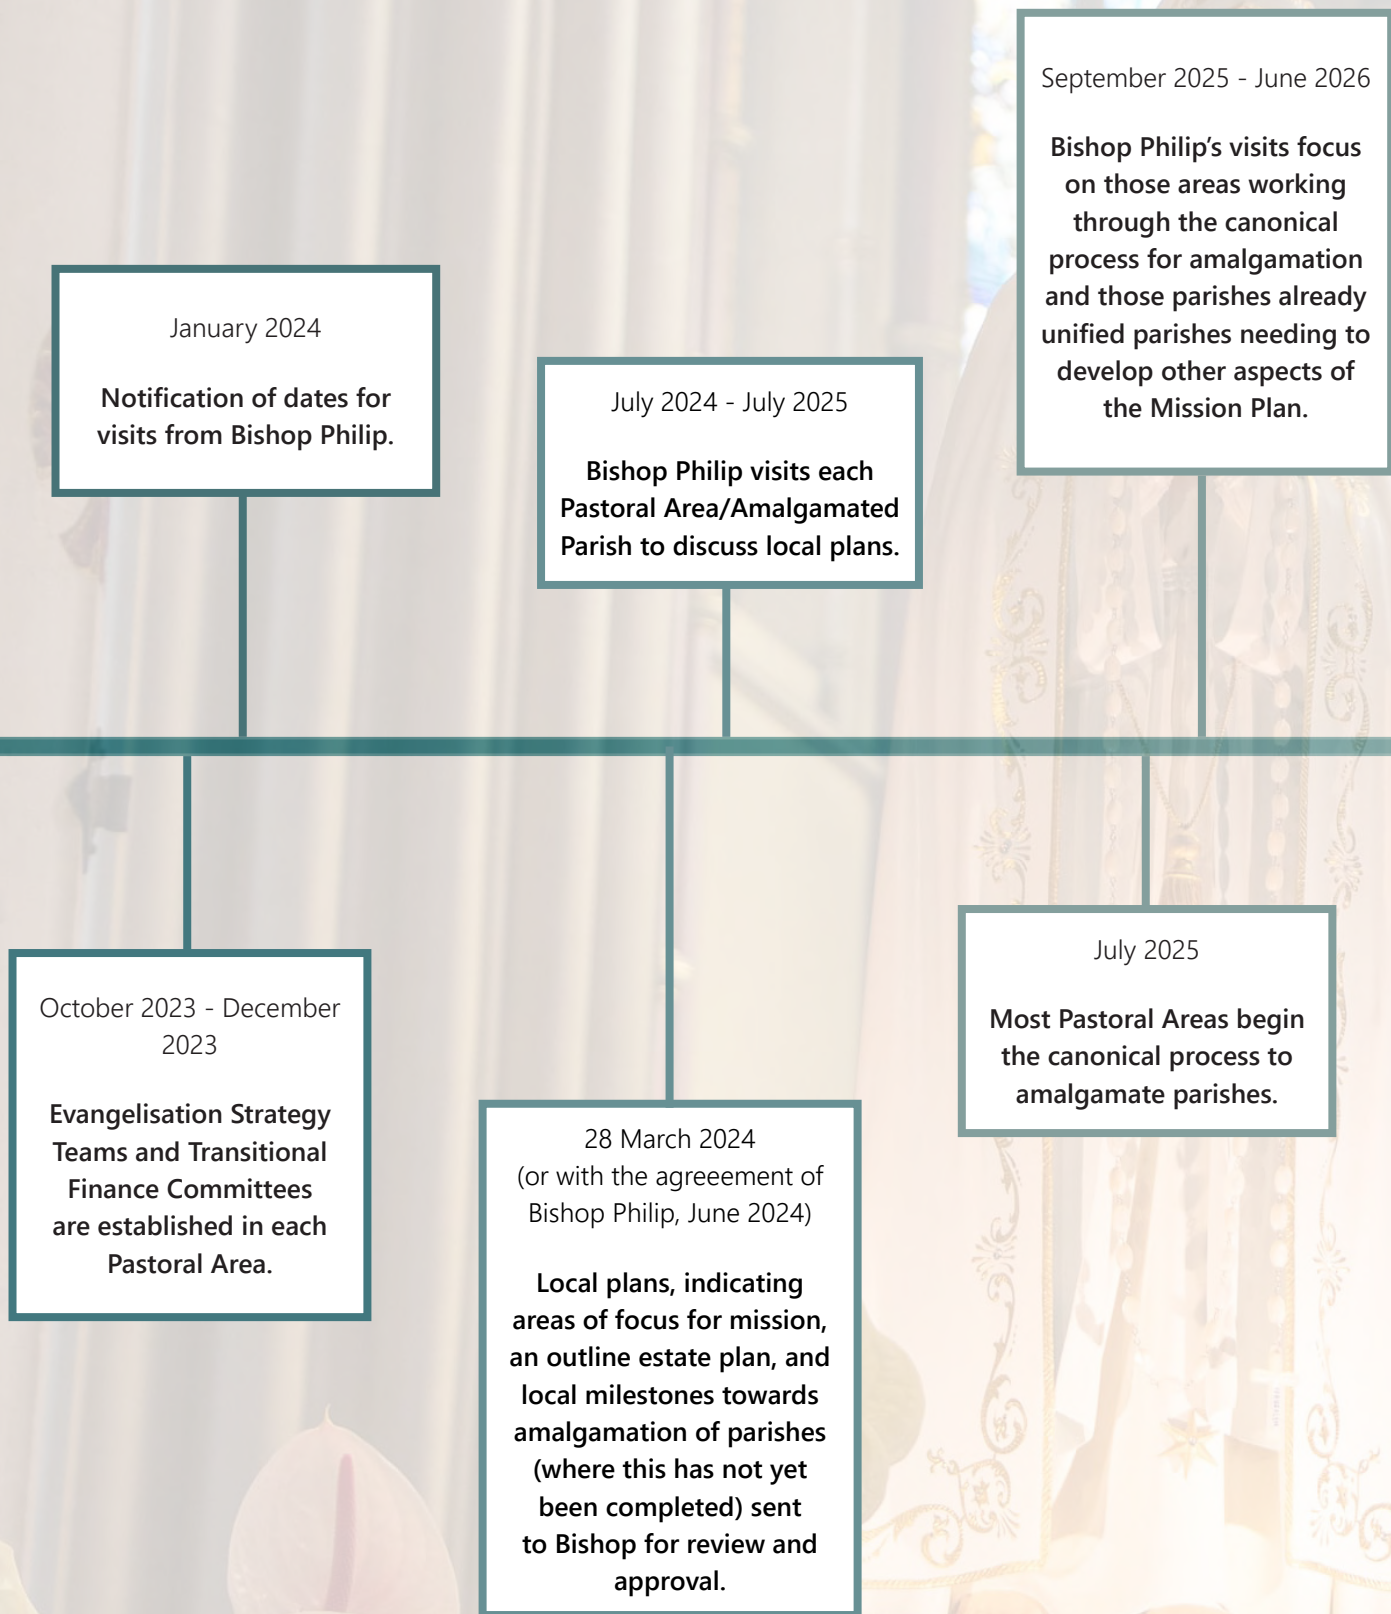 October 2023 - December
2023
Evangelisation Strategy
Teams and Transitional
Finance Committees
are established in each
Pastoral Area.
January 2024
Notification of dates for
visits from Bishop Philip.
28 March 2024
(or with the agreeement of
Bishop Philip, June 2024)
Local plans, indicating
areas of focus for mission,
an outline estate plan, and
local milestones towards
amalgamation of parishes
(where this has not yet
been completed) sent
to Bishop for review and
approval.
July 2024 - July 2025
Bishop Philip visits each
Pastoral Area/Amalgamated
Parish to discuss local plans.
July 2025
Most Pastoral Areas begin
the canonical process to
amalgamate parishes.
September 2025 - June 2026
Bishop Philip’s visits focus
on those areas working
through the canonical
process for amalgamation
and those parishes already
unified parishes needing to
develop other aspects of
the Mission Plan.